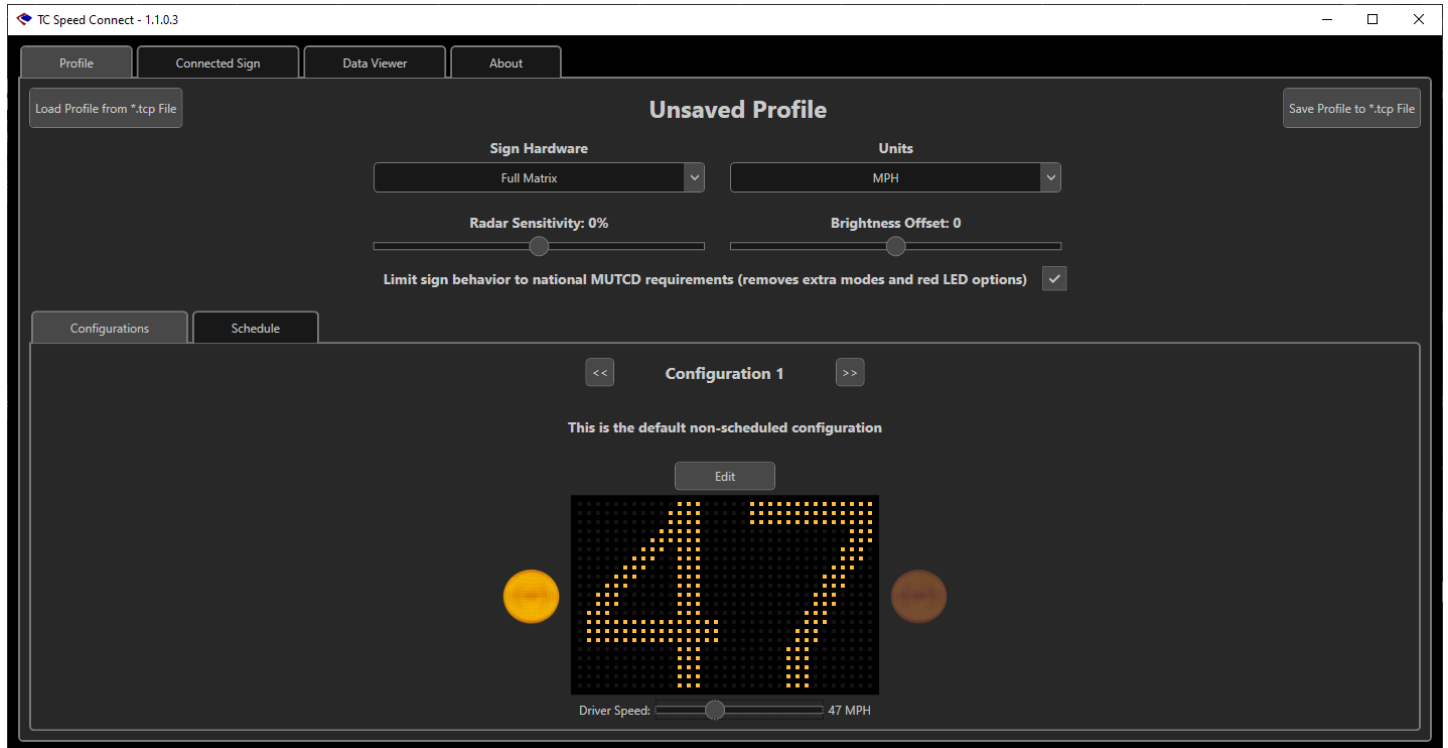 TC Speed Connect - 1.1.0.3
Profile
Connected Sign
Data Viewer
About
Load Profile from *.tcp File
Unsaved Profile
Save Profile to *.tcp File
Sign Hardware
Units
Full Matrix
MPH
Radar Sensitivity: 0%
Brightness Offset: 0
Limit sign behavior to national MUTCD requirements (removes extra modes and red LED options)
Configurations
Schedule
<<
Configuration 1
>>
This is the default non-scheduled configuration
Edit
47
Driver Speed:
47 MPH